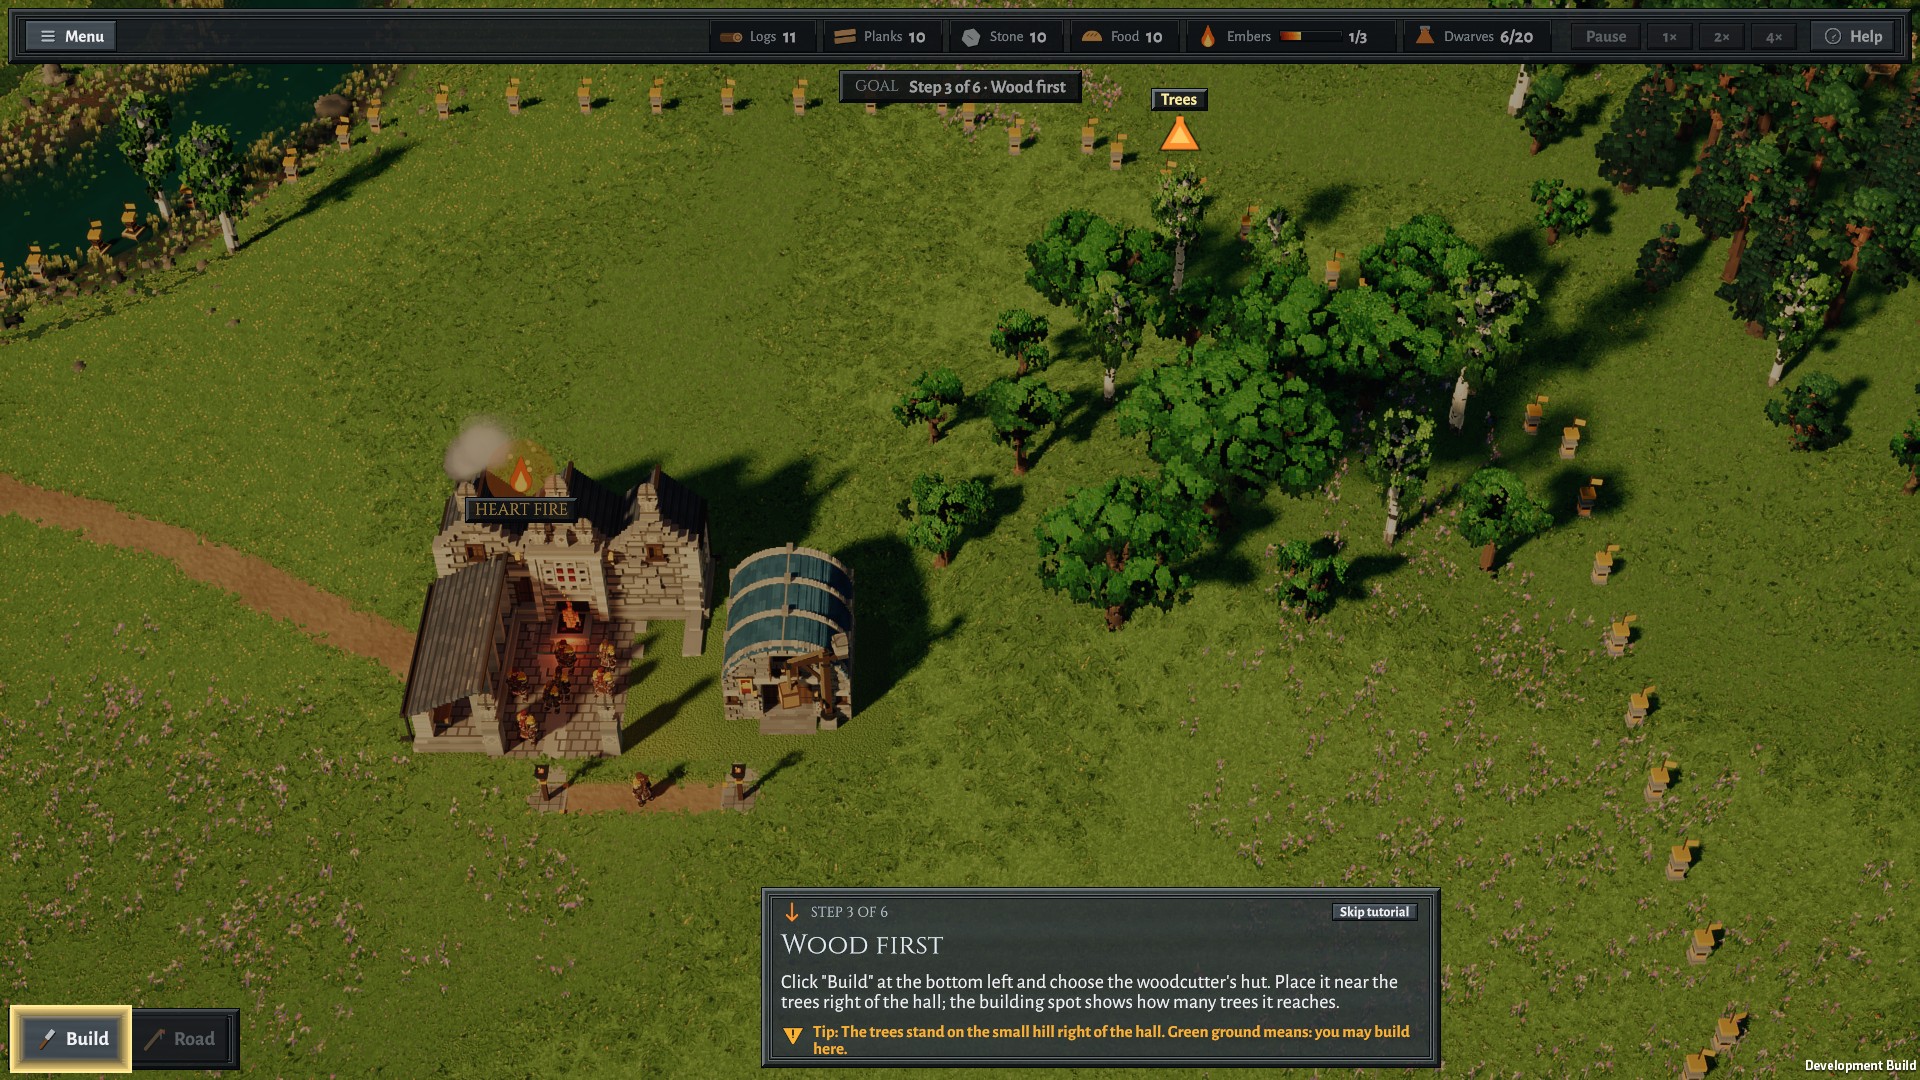 Menu
Logs 11
Planks 10
Stone 10
Food 10
Embers 1/3
Dwarves 6/20
Pause
1×
2×
4×
Help
GOAL Step 3 of 6 · Wood first
Trees
HEART FIRE
STEP 3 OF 6
Skip tutorial
WOOD FIRST
Click "Build" at the bottom left and choose the woodcutter's hut. Place it near the
trees right of the hall; the building spot shows how many trees it reaches.
Tip: The trees stand on the small hill right of the hall. Green ground means: you may build
here.
Build
Road
Development Build